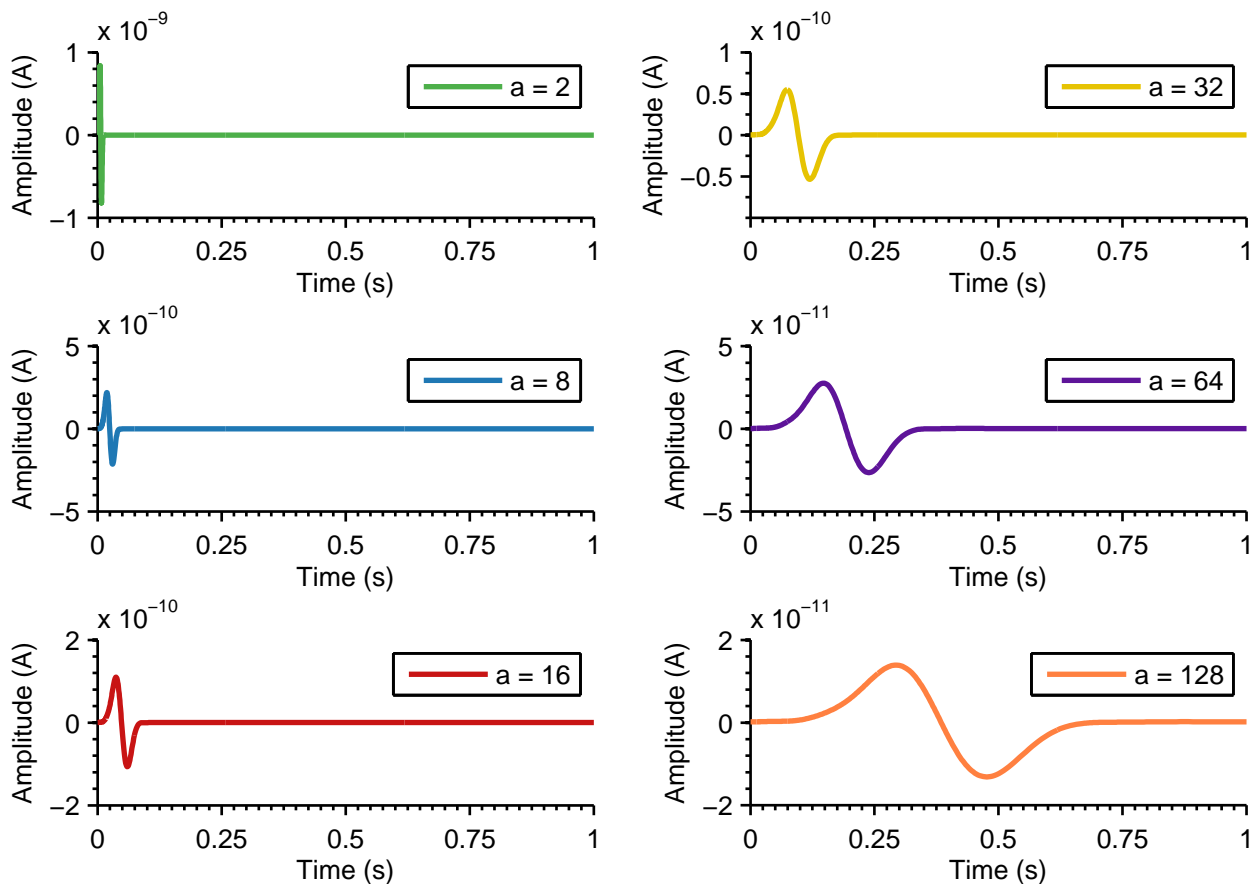 x 10−9
Amplitude (A)
1
0
−1
a = 2
0 0.25 0.5 0.75 1
Time (s)
x 10−10
Amplitude (A)
1
0.5
0
−0.5
a = 32
0 0.25 0.5 0.75 1
Time (s)
x 10−10
Amplitude (A)
5
0
−5
a = 8
0 0.25 0.5 0.75 1
Time (s)
x 10−11
Amplitude (A)
5
0
−5
a = 64
0 0.25 0.5 0.75 1
Time (s)
x 10−10
Amplitude (A)
2
0
−2
a = 16
0 0.25 0.5 0.75 1
Time (s)
x 10−11
Amplitude (A)
2
0
−2
a = 128
0 0.25 0.5 0.75 1
Time (s)